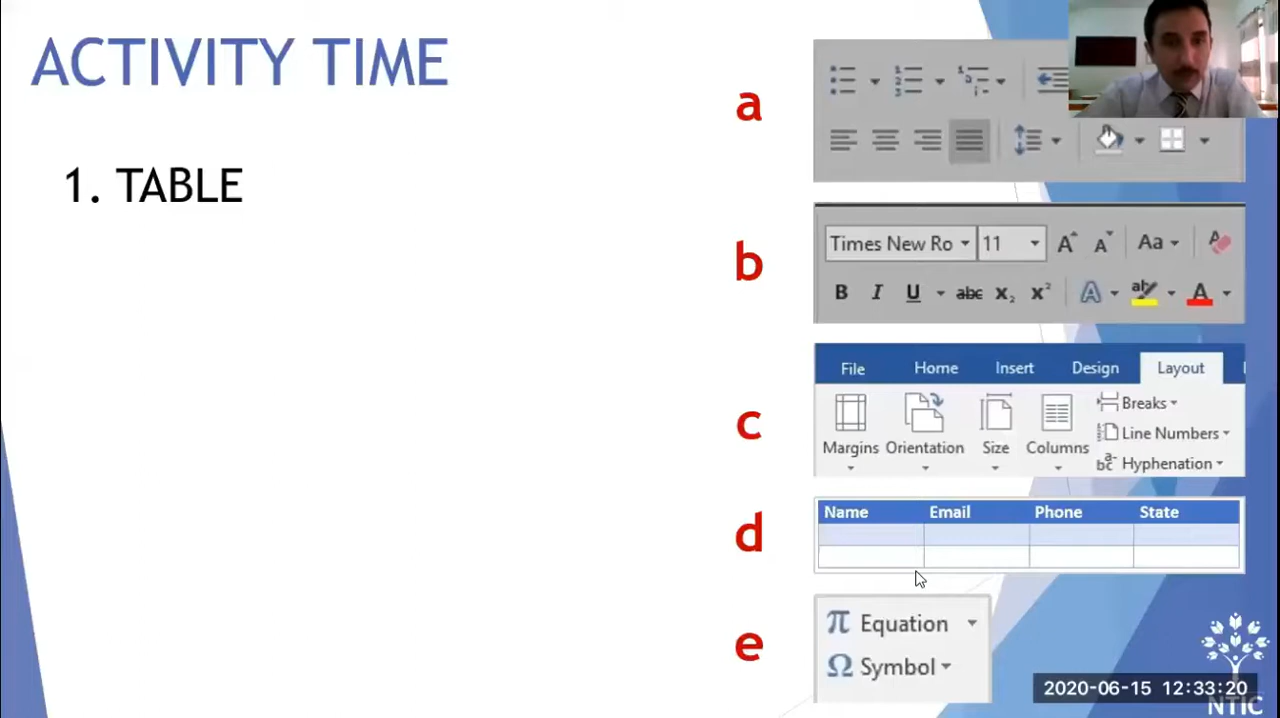 ACTIVITY TIME
1. TABLE
a
b
Times New Ro 11 Aa A
B I U abc x₂ x² A ab A
c
File Home Insert Design Layout
Margins Orientation Size Columns
Breaks
Line Numbers
Hyphenation
d
Name Email Phone State
e
π Equation
Ω Symbol
2020-06-15 12:33:20
NTIC